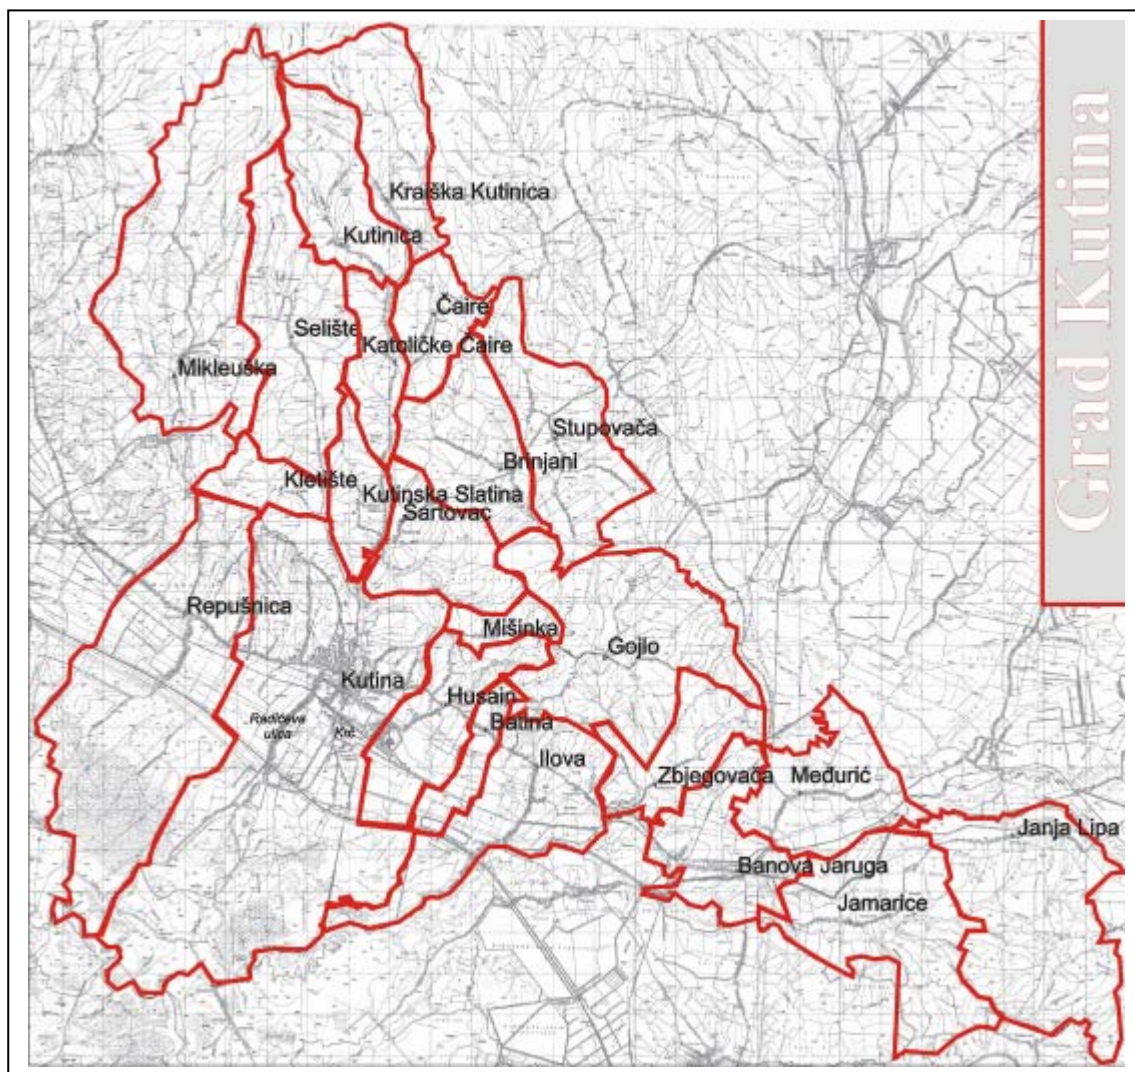 Grad Kutina
Kraiška Kutinica
Kutinica
Čaire
Selište
Katoličke Čaire
Mikleuška
Stupovača
Brinjani
Kletište
Kutinska Slatina
Šartovac
Repušnica
Mišinka
Gojlo
Kutina
Husain
Radićeva
ulica
Krč
Batina
Ilova
Zbjegovača
Međurić
Janja Lipa
Banova Jaruga
Jamarice